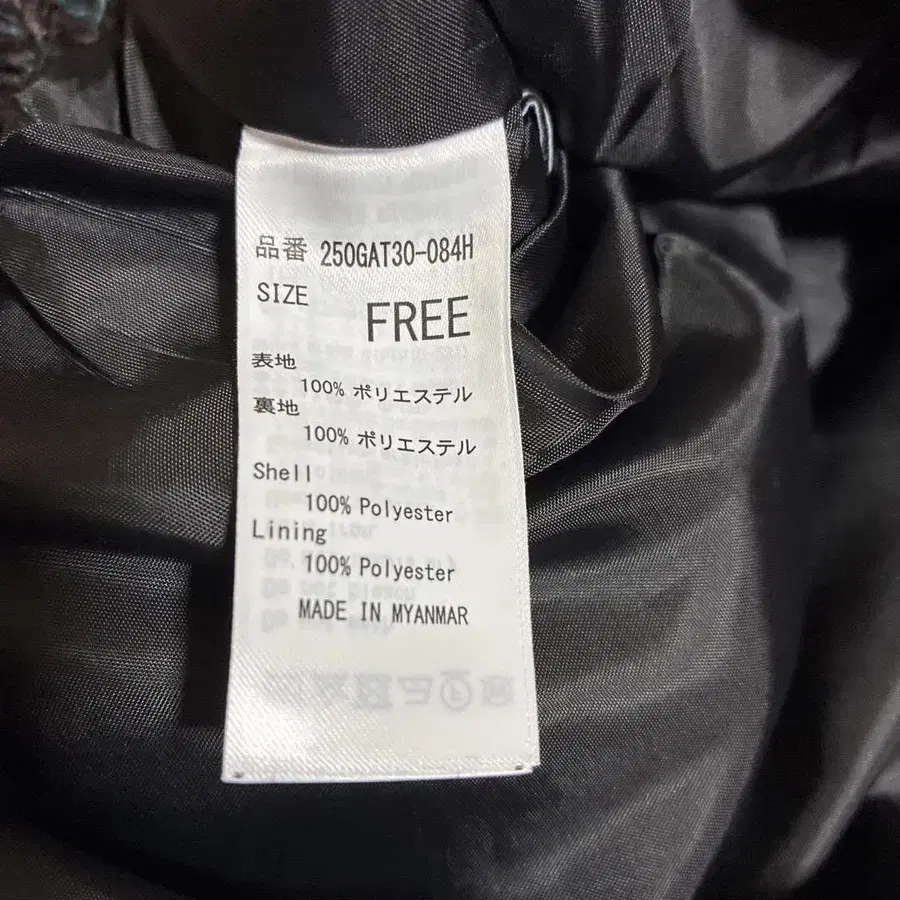 品番 250GAT30-084H
SIZE
FREE
表地
100% ポリエステル
裏地
100% ポリエステル
Shell
100% Polyester
Lining
100% Polyester
MADE IN MYANMAR